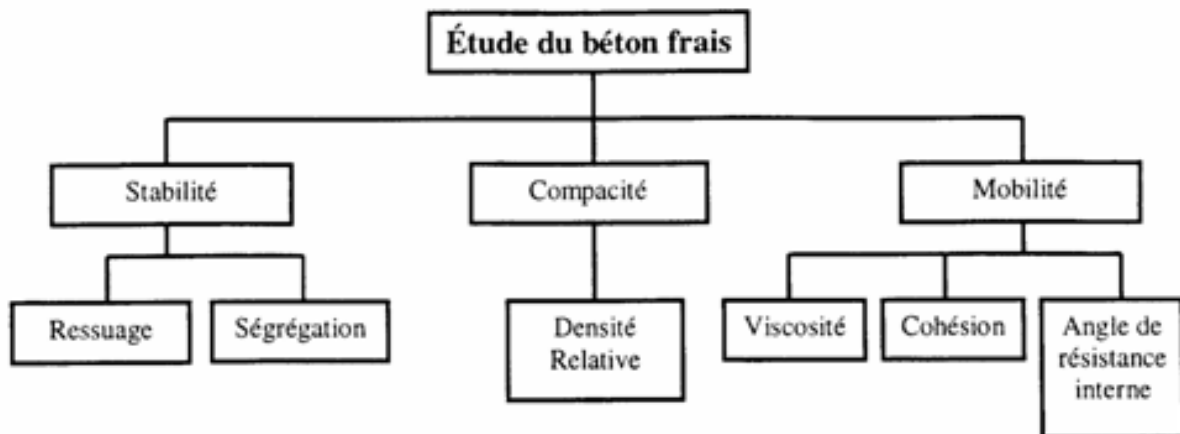 Étude du béton frais
Stabilité
Compacité
Mobilité
Ressuage
Ségrégation
Densité
Relative
Viscosité
Cohésion
Angle de
résistance
interne